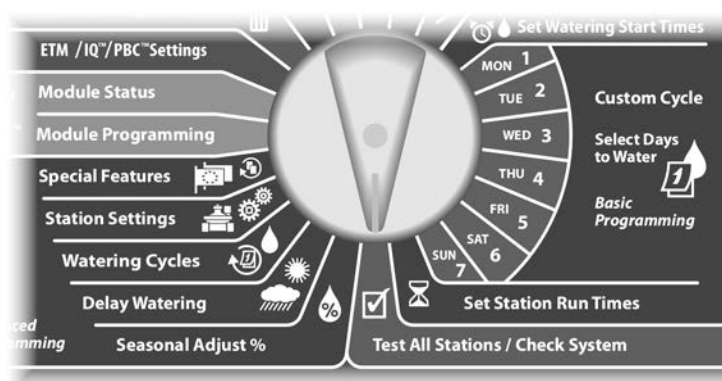 Set Watering Start Times
ETM / IQ™/PBC™Settings
Module Status
Module Programming
Special Features
Station Settings
Watering Cycles
Delay Watering
Seasonal Adjust %
MON 1
TUE 2
WED 3
THU 4
FRI 5
SAT 6
SUN 7
Custom Cycle
Select Days
to Water
1
Basic
Programming
Set Station Run Times
Test All Stations / Check System
1
%